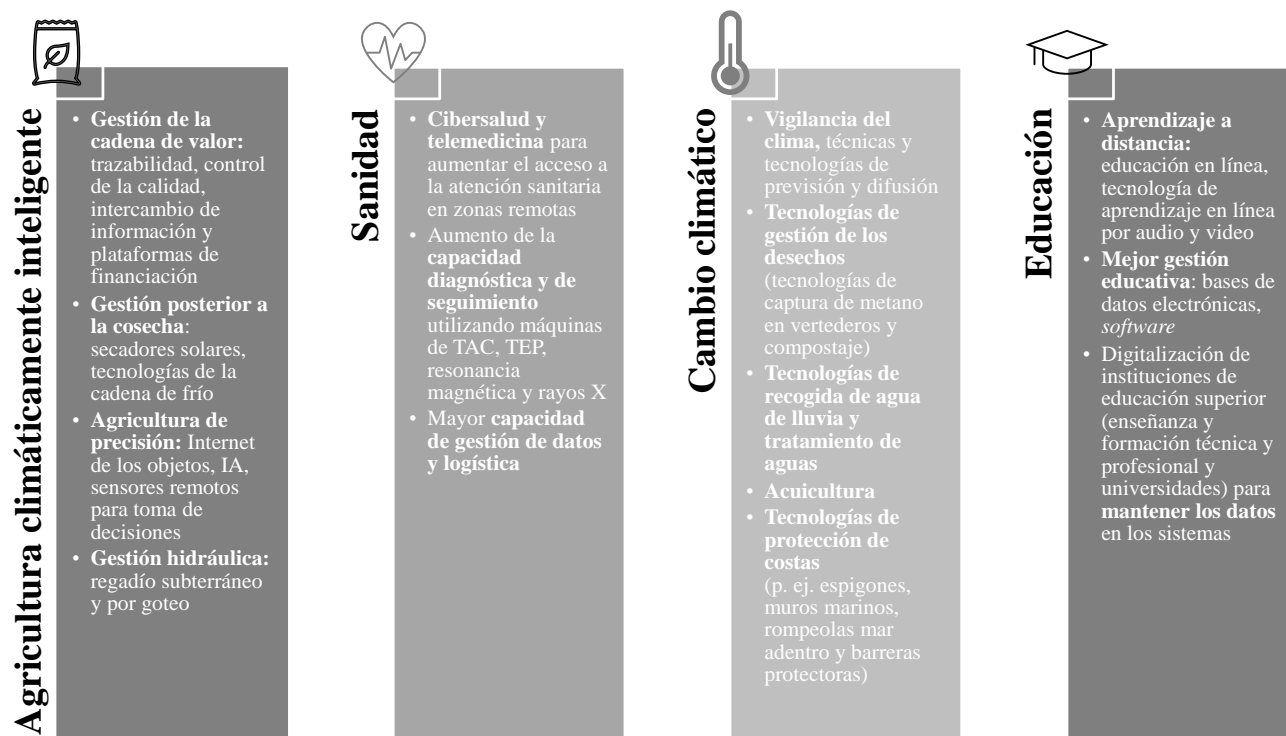 Agricultura climáticamente inteligente
• Gestión de la
cadena de valor:
trazabilidad, control
de la calidad,
intercambio de
información y
plataformas de
financiación
• Gestión posterior a
la cosecha:
secadores solares,
tecnologías de la
cadena de frío
• Agricultura de
precisión: Internet
de los objetos, IA,
sensores remotos
para toma de
decisiones
• Gestión hidráulica:
regadío subterráneo
y por goteo
Sanidad
• Cibersalud y
telemedicina para
aumentar el acceso a
la atención sanitaria
en zonas remotas
• Aumento de la
capacidad
diagnóstica y de
seguimiento
utilizando máquinas
de TAC, TEP,
resonancia
magnética y rayos X
• Mayor capacidad
de gestión de datos
y logística
Cambio climático
• Vigilancia del
clima, técnicas y
tecnologías de
previsión y difusión
• Tecnologías de
gestión de los
desechos
(tecnologías de
captura de metano
en vertederos y
compostaje)
• Tecnologías de
recogida de agua
de lluvia y
tratamiento de
aguas
• Acuicultura
• Tecnologías de
protección de
costas
(p. ej. espigones,
muros marinos,
rompeolas mar
adentro y barreras
protectoras)
Educación
• Aprendizaje a
distancia:
educación en línea,
tecnología de
aprendizaje en línea
por audio y video
• Mejor gestión
educativa: bases de
datos electrónicas,
software
• Digitalización de
instituciones de
educación superior
(enseñanza y
formación técnica y
profesional y
universidades) para
mantener los datos
en los sistemas